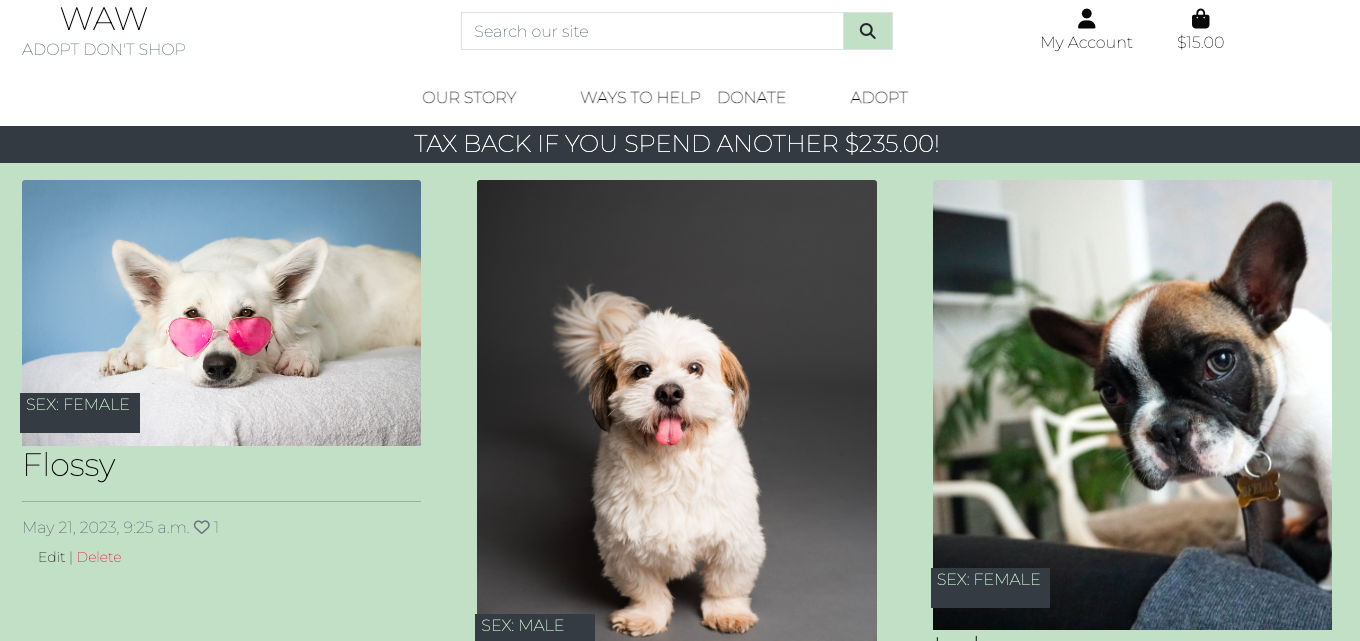 WAW
ADOPT DON'T SHOP
Search our site
My Account
$15.00
OUR STORY
WAYS TO HELP
DONATE
ADOPT
TAX BACK IF YOU SPEND ANOTHER $235.00!
SEX: FEMALE
Flossy
May 21, 2023, 9:25 a.m. 1
Edit | Delete
SEX: MALE
SEX: FEMALE